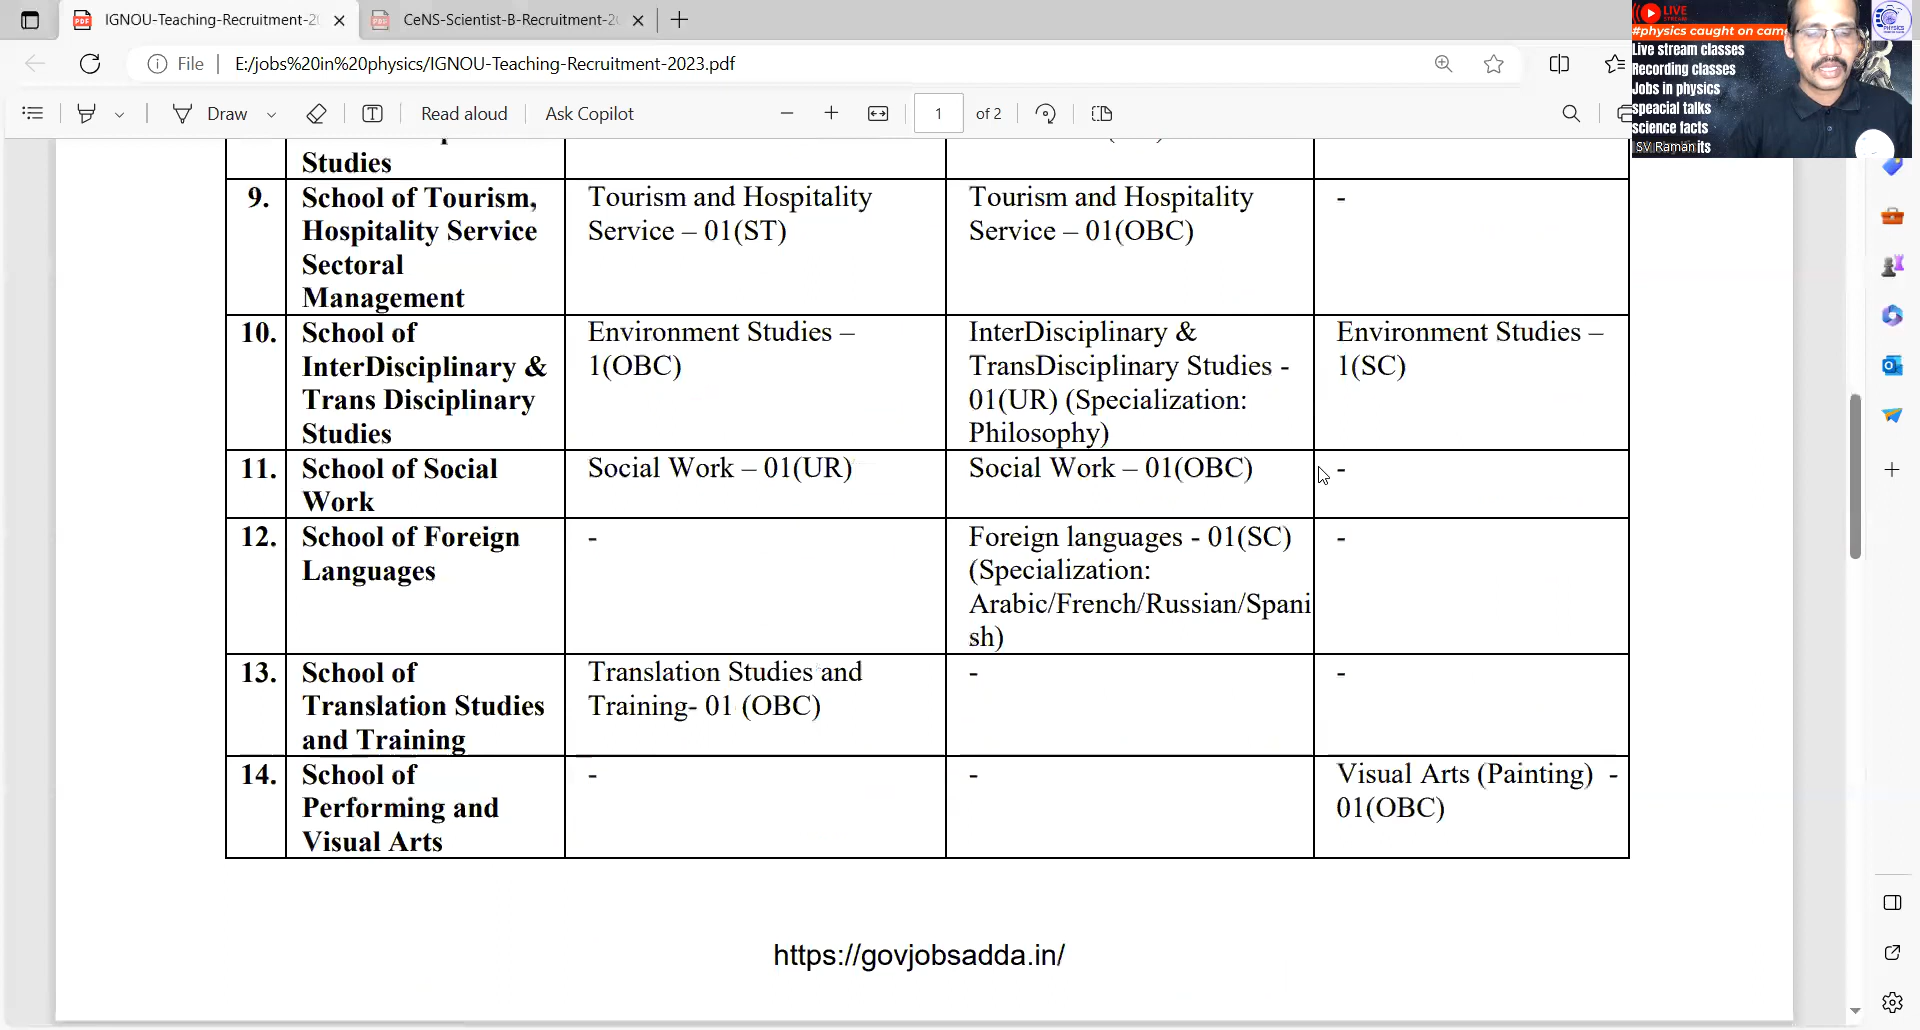 IGNOU-Teaching-Recruitment-2
CeNS-Scientist-B-Recruitment-2
File
E:/jobs%20in%20physics/IGNOU-Teaching-Recruitment-2023.pdf
Draw
Read aloud
Ask Copilot
1
of 2
LIVE
#physics caught on cam
Live stream classes
Recording classes
Jobs in physics
speacial talks
science facts
SV Raman
its
PHYSICS
Studies
9.
School of Tourism,
Hospitality Service
Sectoral
Management
Tourism and Hospitality
Service – 01(ST)
Tourism and Hospitality
Service – 01(OBC)
-
10.
School of
InterDisciplinary &
Trans Disciplinary
Studies
Environment Studies –
1(OBC)
InterDisciplinary &
TransDisciplinary Studies -
01(UR) (Specialization:
Philosophy)
Environment Studies –
1(SC)
11.
School of Social
Work
Social Work – 01(UR)
Social Work – 01(OBC)
-
12.
School of Foreign
Languages
-
Foreign languages - 01(SC)
(Specialization:
Arabic/French/Russian/Spani
sh)
-
13.
School of
Translation Studies
and Training
Translation Studies and
Training- 01 (OBC)
-
-
14.
School of
Performing and
Visual Arts
-
-
Visual Arts (Painting) -
01(OBC)
https://govjobsadda.in/